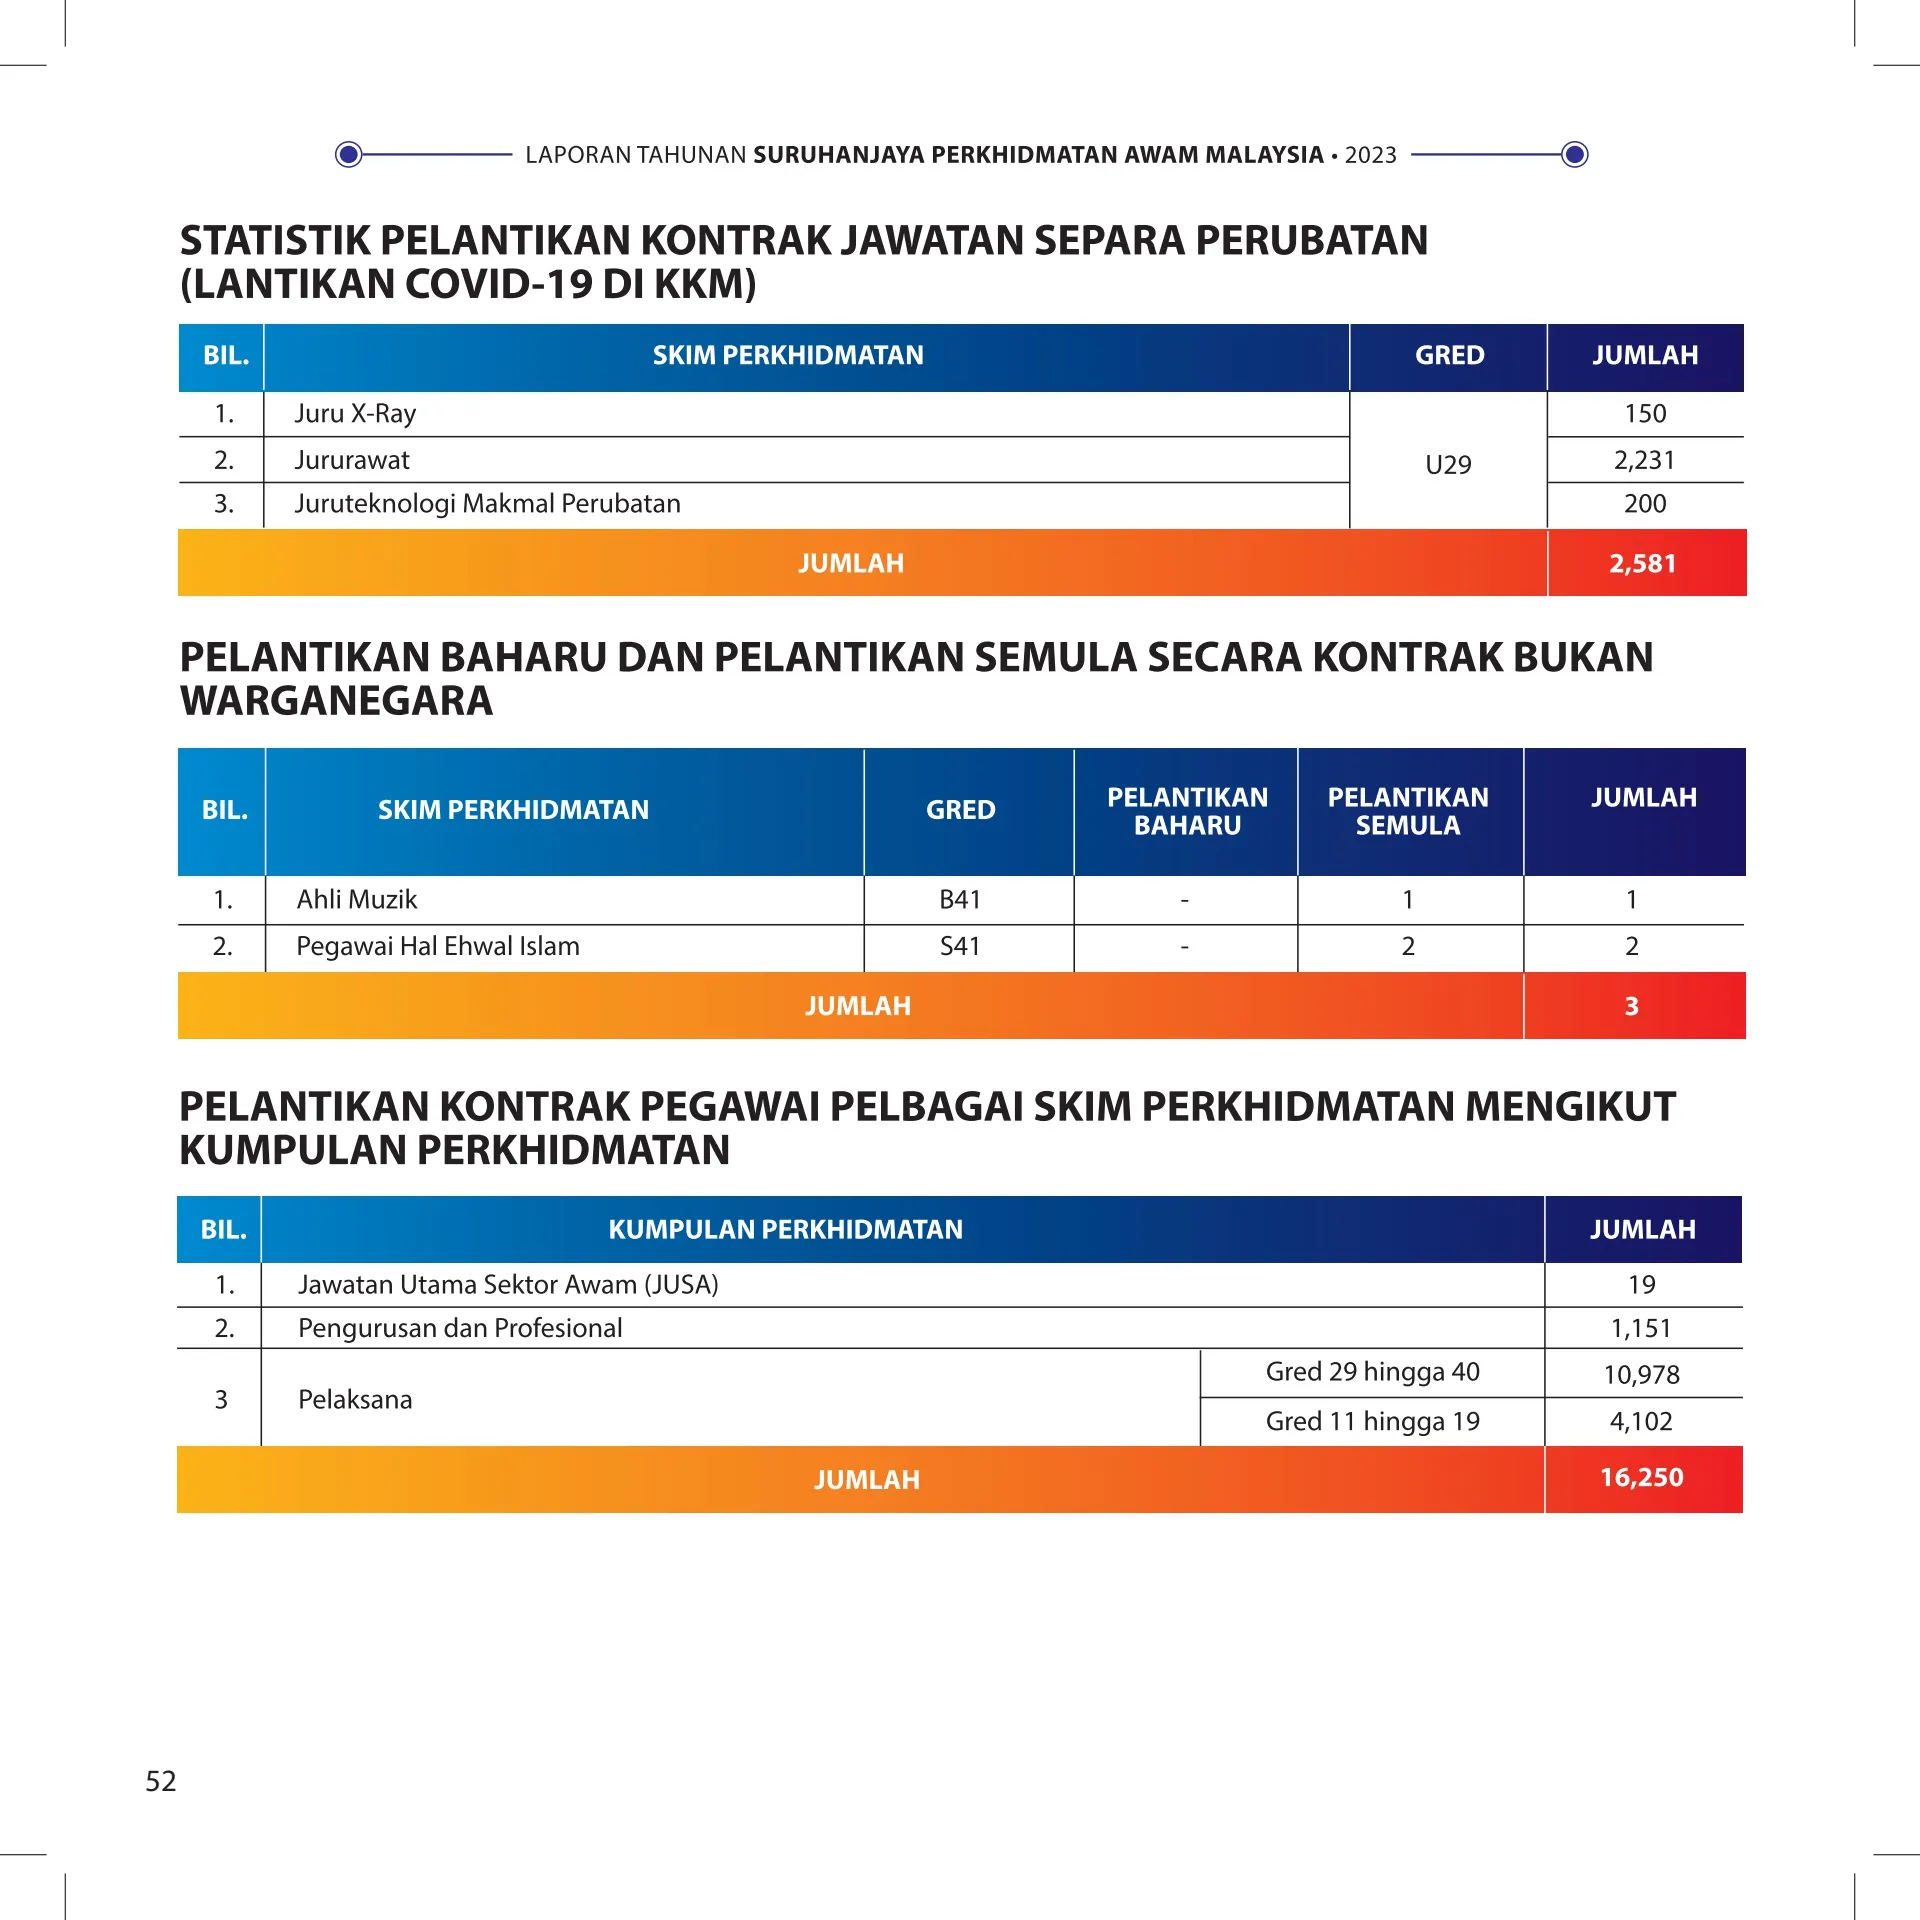 LAPORAN TAHUNAN SURUHANJAYA PERKHIDMATAN AWAM MALAYSIA • 2023
STATISTIK PELANTIKAN KONTRAK JAWATAN SEPARA PERUBATAN
(LANTIKAN COVID-19 DI KKM)
BIL. SKIM PERKHIDMATAN GRED JUMLAH
1. Juru X-Ray 150
2. Jururawat U29 2,231
3. Juruteknologi Makmal Perubatan 200
JUMLAH 2,581
PELANTIKAN BAHARU DAN PELANTIKAN SEMULA SECARA KONTRAK BUKAN
WARGANEGARA
BIL. SKIM PERKHIDMATAN GRED PELANTIKAN BAHARU PELANTIKAN SEMULA JUMLAH
1. Ahli Muzik B41 - 1 1
2. Pegawai Hal Ehwal Islam S41 - 2 2
JUMLAH 3
PELANTIKAN KONTRAK PEGAWAI PELBAGAI SKIM PERKHIDMATAN MENGIKUT
KUMPULAN PERKHIDMATAN
BIL. KUMPULAN PERKHIDMATAN JUMLAH
1. Jawatan Utama Sektor Awam (JUSA) 19
2. Pengurusan dan Profesional 1,151
3 Pelaksana Gred 29 hingga 40 10,978
Gred 11 hingga 19 4,102
JUMLAH 16,250
52